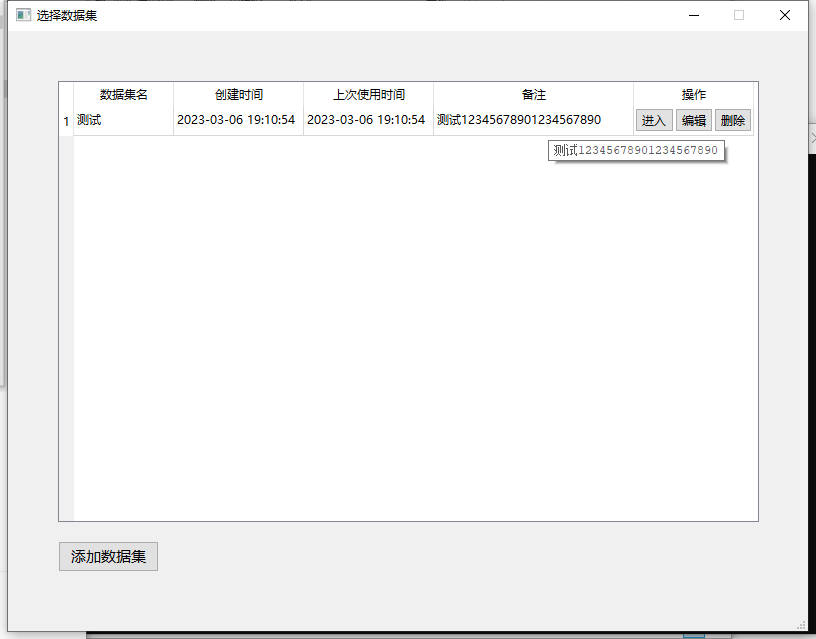 选择数据集
数据集名 创建时间 上次使用时间 备注 操作
1 测试 2023-03-06 19:10:54 2023-03-06 19:10:54 测试12345678901234567890 进入 编辑 删除
测试12345678901234567890
添加数据集